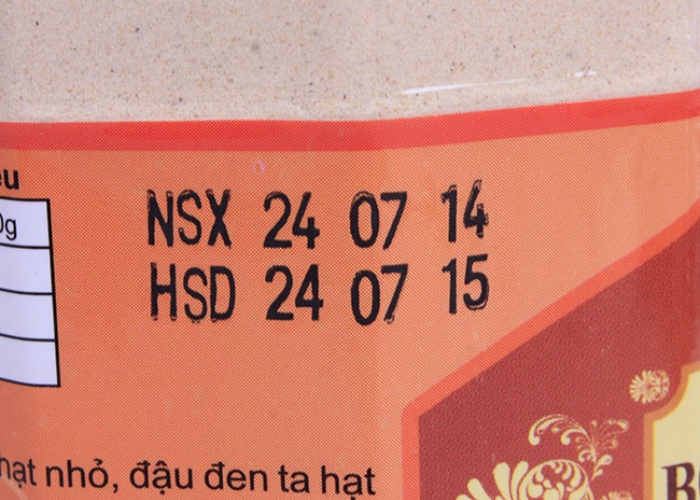 NSX 24 07 14
HSD 24 07 15
hạt nhỏ, đậu đen ta hạt